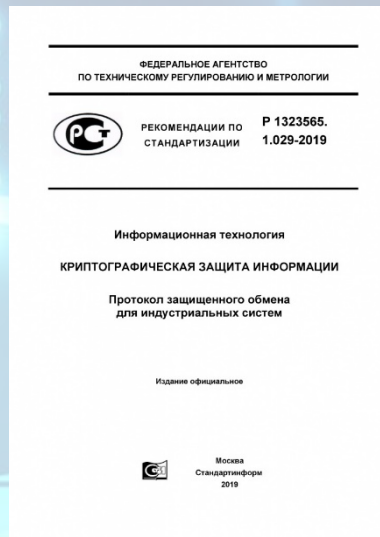 ФЕДЕРАЛЬНОЕ АГЕНТСТВО
ПО ТЕХНИЧЕСКОМУ РЕГУЛИРОВАНИЮ И МЕТРОЛОГИИ
РЕКОМЕНДАЦИИ ПО
СТАНДАРТИЗАЦИИ
Р 1323565.
1.029-2019
Информационная технология
КРИПТОГРАФИЧЕСКАЯ ЗАЩИТА ИНФОРМАЦИИ
Протокол защищенного обмена
для индустриальных систем
Издание официальное
Москва
Стандартинформ
2019